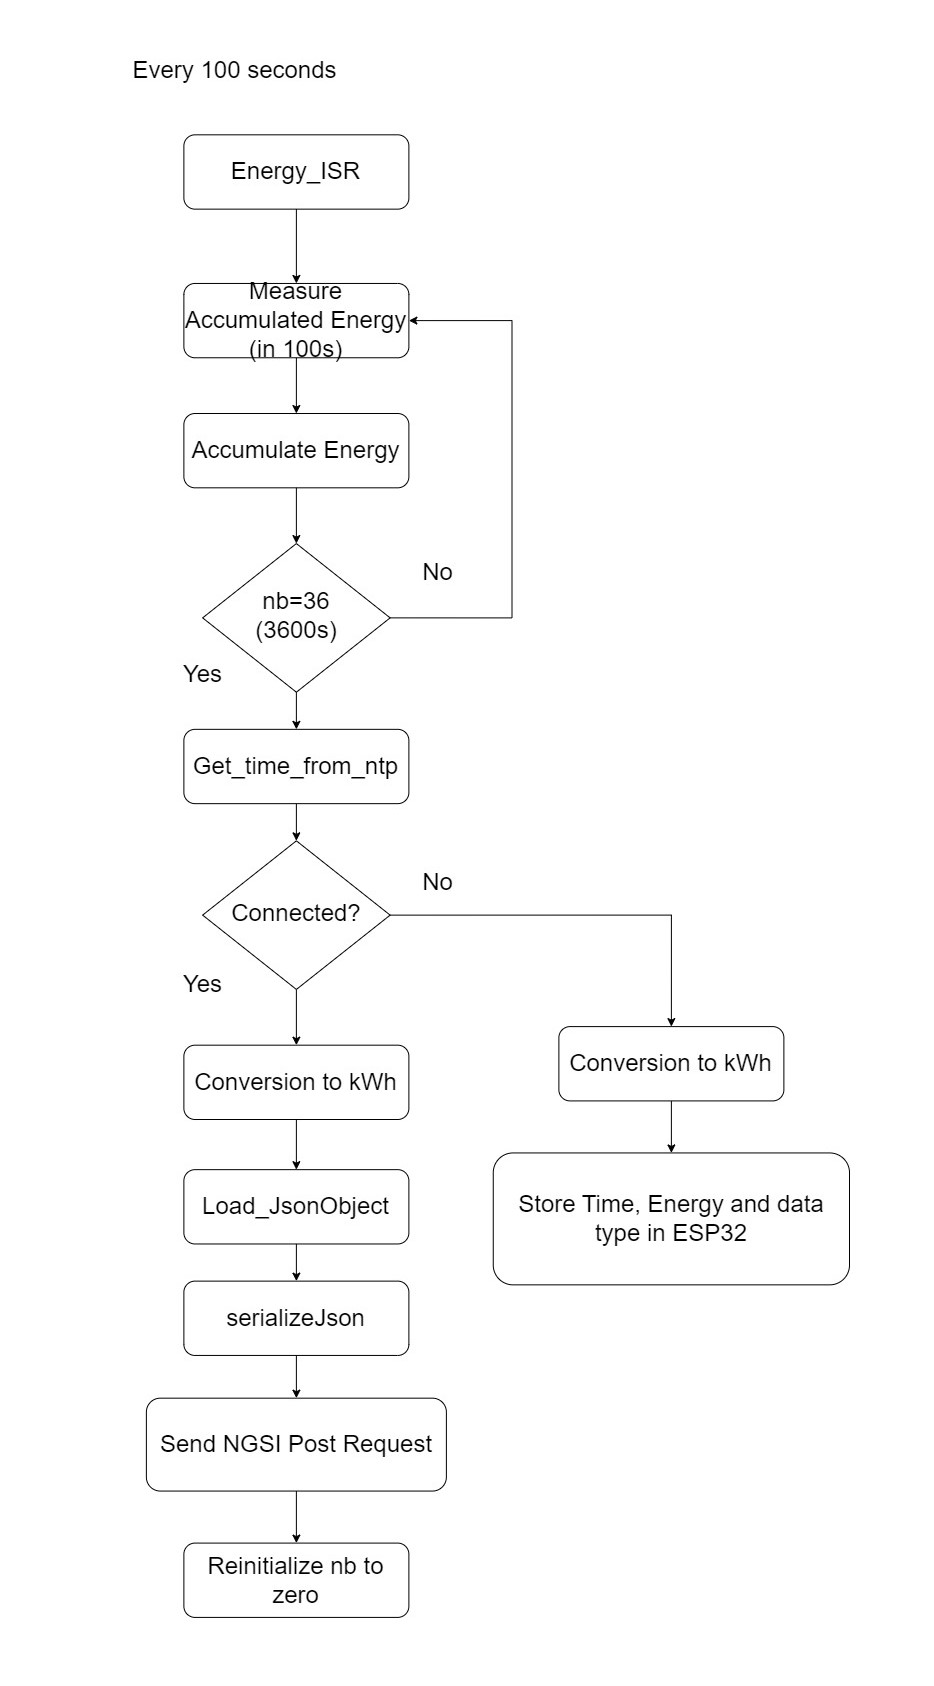 Every 100 seconds
Energy_ISR
Measure
Accumulated Energy
(in 100s)
Accumulate Energy
No
nb=36
(3600s)
Yes
Get_time_from_ntp
No
Connected?
Yes
Conversion to kWh
Conversion to kWh
Load_JsonObject
Store Time, Energy and data
type in ESP32
serializeJson
Send NGSI Post Request
Reinitialize nb to
zero